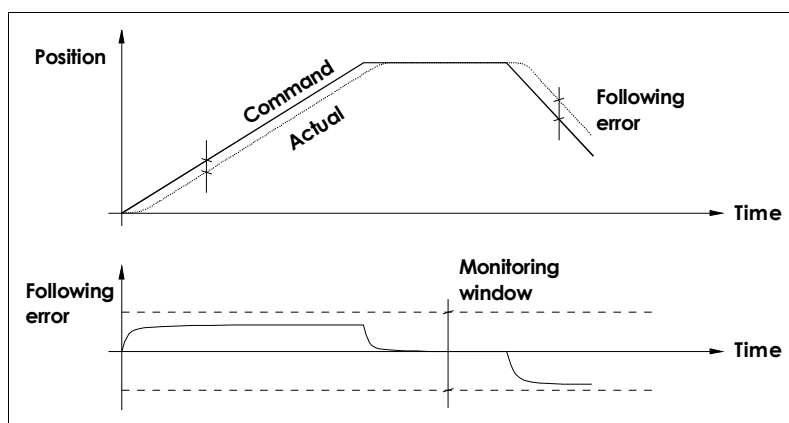 Position
Command
Actual
Following
error
Time
Following
error
Monitoring
window
Time